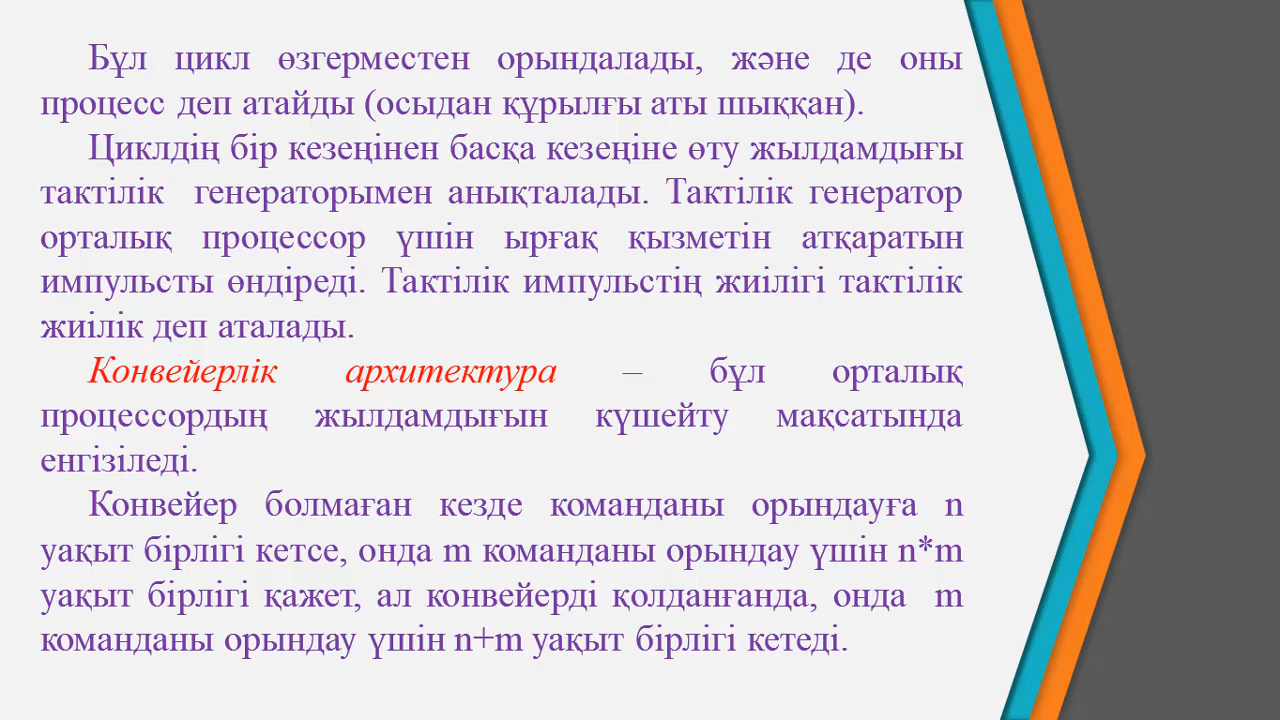 Бұл цикл өзгерместен орындалады, және де оны
процесс деп атайды (осыдан құрылғы аты шыққан).
Циклдің бір кезеңінен басқа кезеңіне өту жылдамдығы
тактілік генераторымен анықталады. Тактілік генератор
орталық процессор үшін ырғақ қызметін атқаратын
импульсты өндіреді. Тактілік импульстің жиілігі тактілік
жиілік деп аталады.
Конвейерлік архитектура – бұл орталық
процессордың жылдамдығын күшейту мақсатында
енгізіледі.
Конвейер болмаған кезде команданы орындауға n
уақыт бірлігі кетсе, онда m команданы орындау үшін n*m
уақыт бірлігі қажет, ал конвейерді қолданғанда, онда m
команданы орындау үшін n+m уақыт бірлігі кетеді.